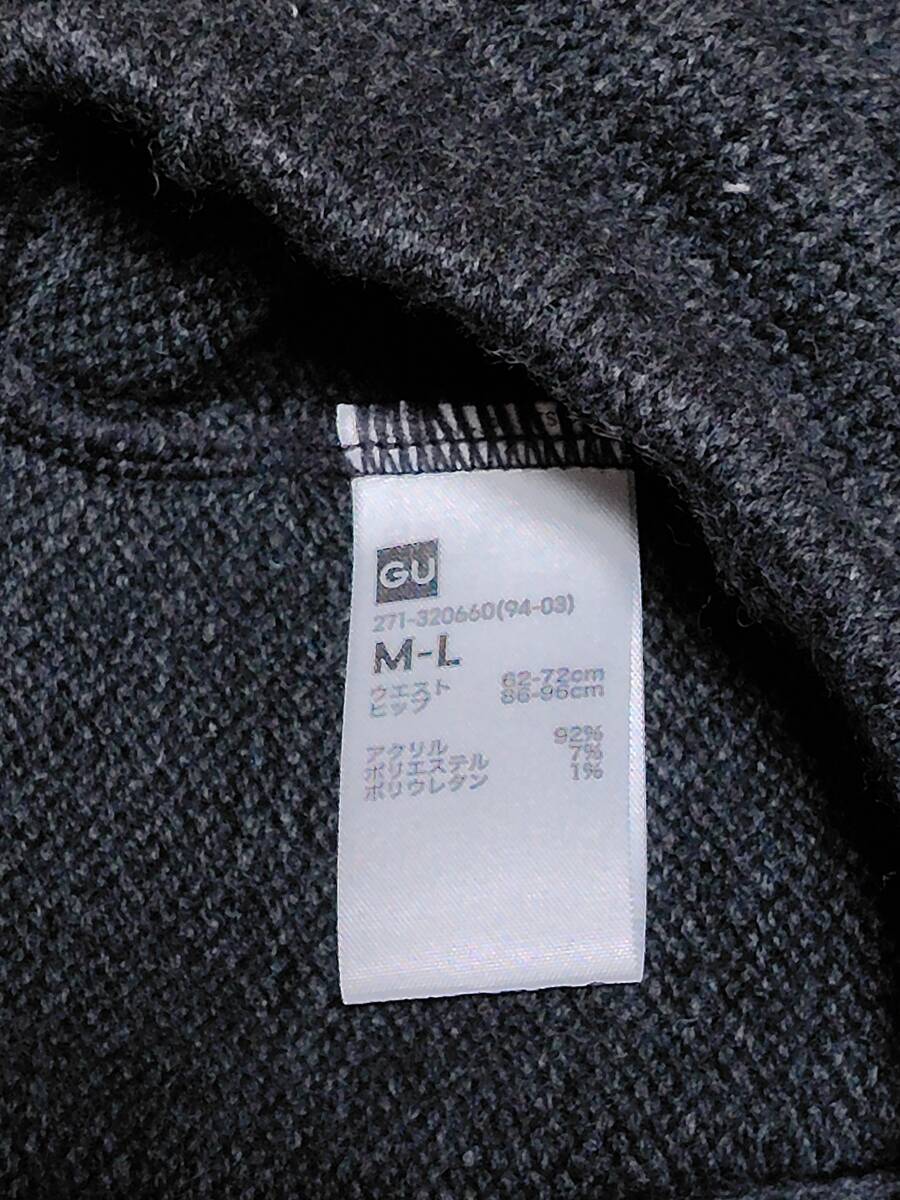 GU
271-320660(94-03)
M-L
ウエスト 62-72cm
ヒップ 86-96cm
アクリル 92%
ポリエステル 7%
ポリウレタン 1%